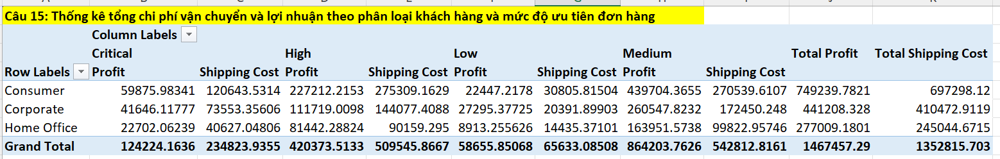 Câu 15: Thống kê tổng chi phí vận chuyển và lợi nhuận theo phân loại khách hàng và mức độ ưu tiên đơn hàng
Column Labels
Critical High Low Medium Total Profit Total Shipping Cost
Row Labels Profit Shipping Cost Profit Shipping Cost Profit Shipping Cost Profit Shipping Cost
Consumer 59875.98341 120643.5314 227212.2153 275309.1629 22447.2178 30805.81504 439704.3655 270539.6107 749239.7821 697298.12
Corporate 41646.11777 73553.35606 111719.0098 144077.4088 27295.37725 20391.89903 260547.8232 172450.248 441208.328 410472.9119
Home Office 22702.06239 40627.04806 81442.28824 90159.295 8913.255626 14435.37101 163951.5738 99822.95746 277009.1801 245044.6715
Grand Total 124224.1636 234823.9355 420373.5133 509545.8667 58655.85068 65633.08508 864203.7626 542812.8161 1467457.29 1352815.703